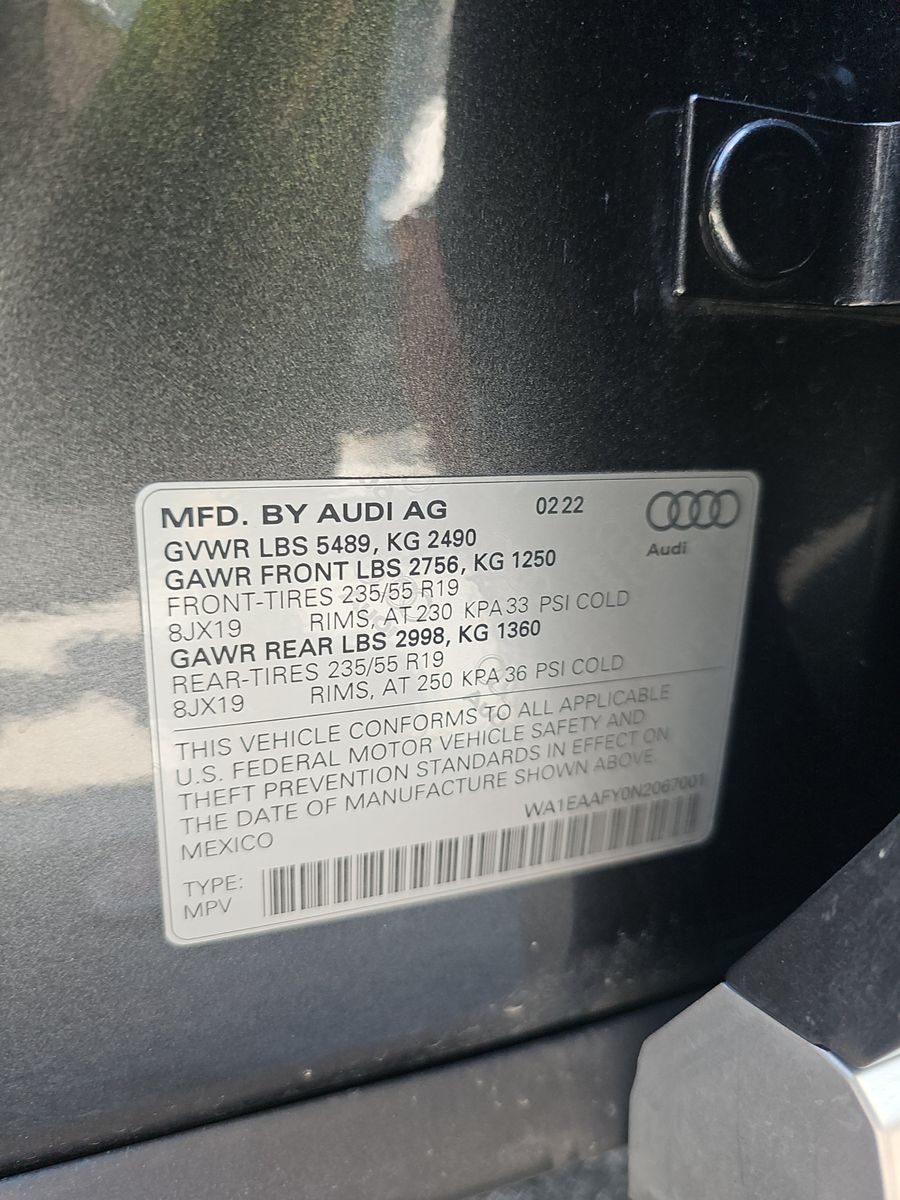 MFD. BY AUDI AG 02 22
Audi
GVWR LBS 5489, KG 2490
GAWR FRONT LBS 2756, KG 1250
FRONT-TIRES 235/55 R19
8JX19 RIMS, AT 230 KPA 33 PSI COLD
GAWR REAR LBS 2998, KG 1360
REAR-TIRES 235/55 R19
8JX19 RIMS, AT 250 KPA 36 PSI COLD
THIS VEHICLE CONFORMS TO ALL APPLICABLE
U.S. FEDERAL MOTOR VEHICLE SAFETY AND
THEFT PREVENTION STANDARDS IN EFFECT ON
THE DATE OF MANUFACTURE SHOWN ABOVE.
MEXICO WA1EAAFY0N2067001
TYPE:
MPV